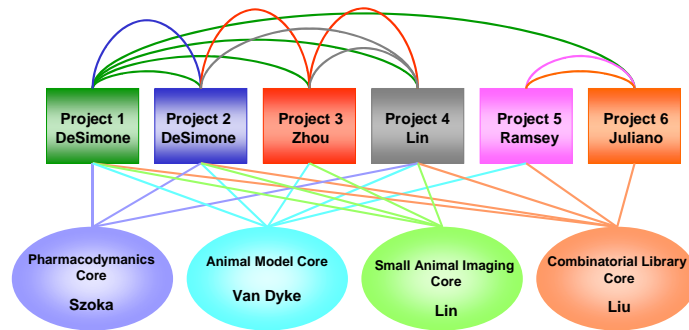 Project 1
DeSimone
Project 2
DeSimone
Project 3
Zhou
Project 4
Lin
Project 5
Ramsey
Project 6
Juliano
Pharmacodymanics
Core
Szoka
Animal Model Core
Van Dyke
Small Animal Imaging
Core
Lin
Combinatorial Library
Core
Liu